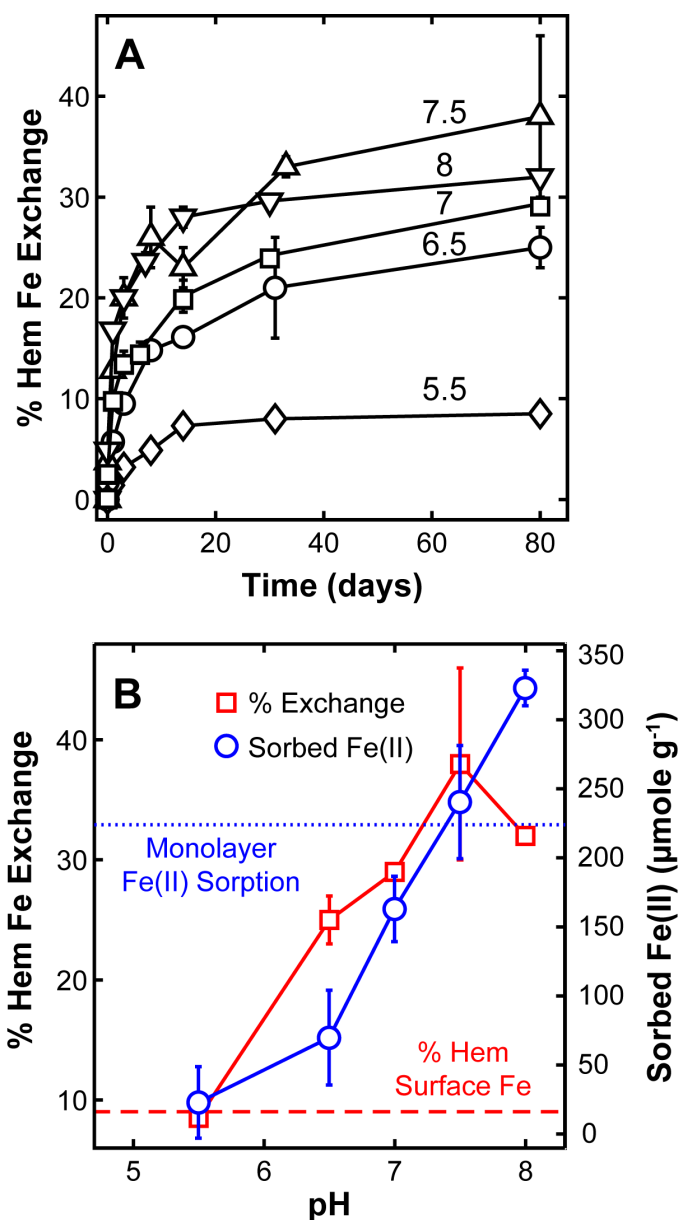 A
% Hem Fe Exchange
40
30
20
10
0
7.5
8
7
6.5
5.5
0
20
40
60
80
Time (days)
B
% Exchange
Sorbed Fe(II)
% Hem Fe Exchange
40
30
20
10
Monolayer
Fe(II) Sorption
% Hem
Surface Fe
350
300
250
200
150
100
50
0
Sorbed Fe(II) (µmole g⁻¹)
5
6
7
8
pH